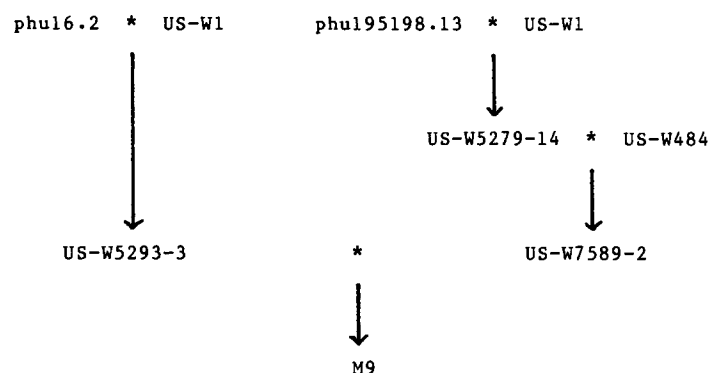 phu16.2 * US-W1 phu195198.13 * US-W1
US-W5279-14 * US-W484
US-W5293-3 * US-W7589-2
M9